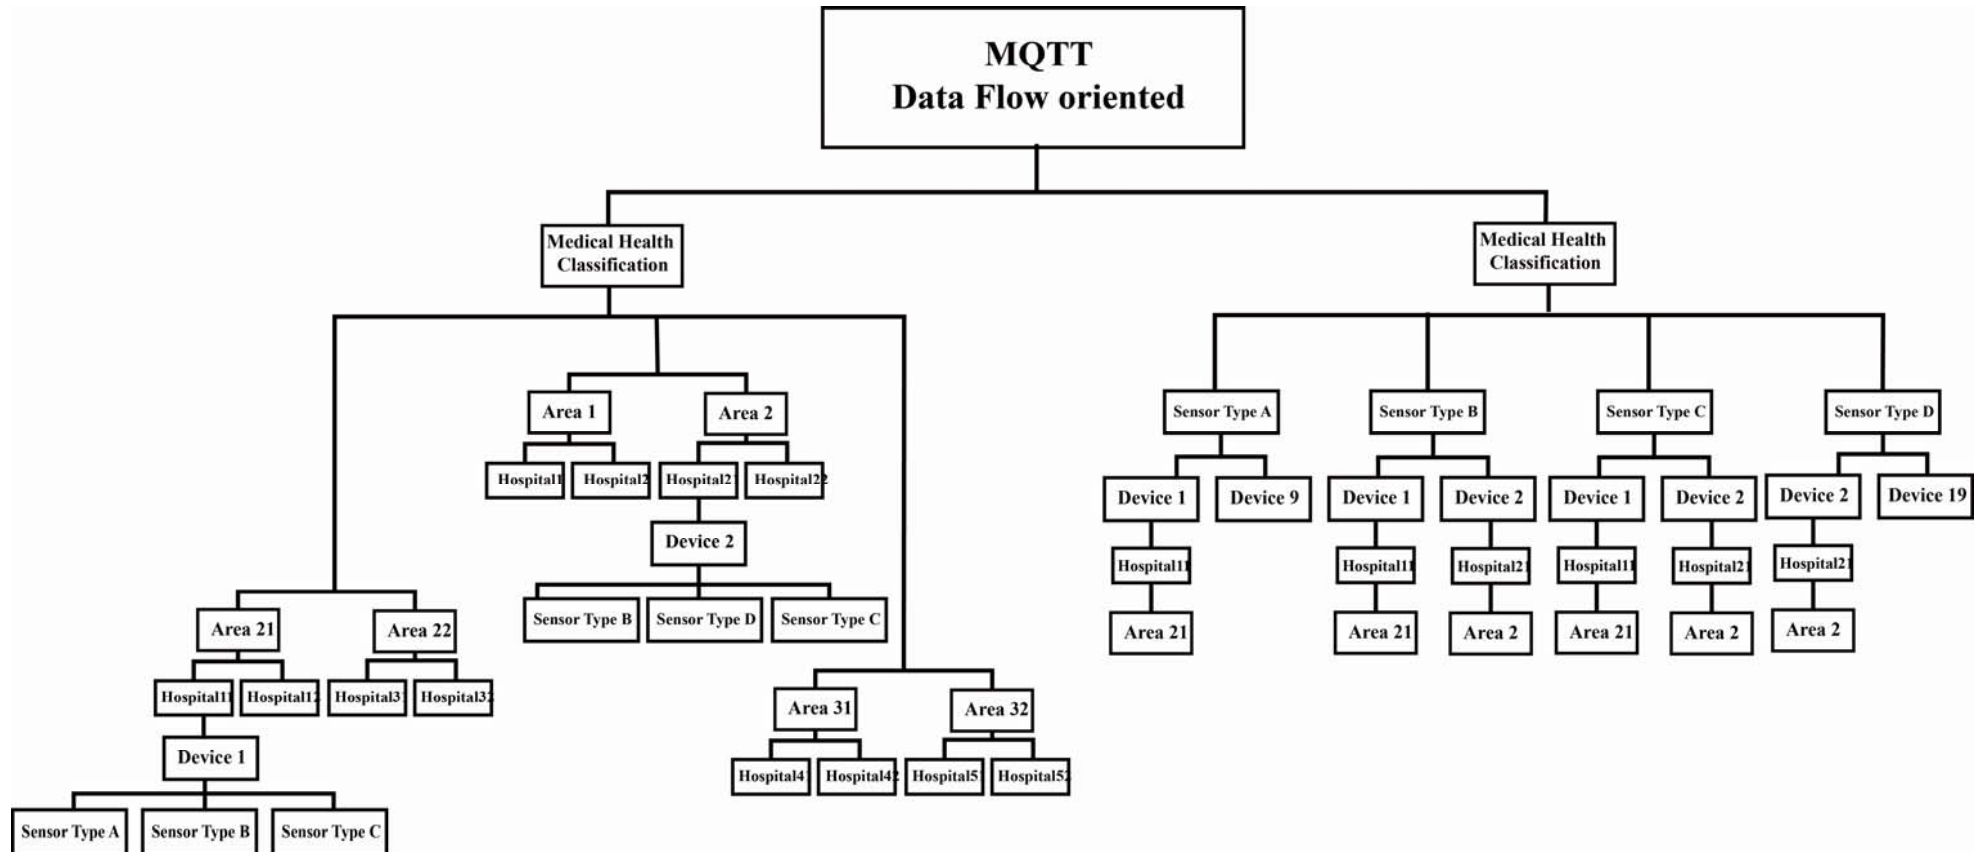 MQTT
Data Flow oriented
Medical Health
Classification
Medical Health
Classification
Area 1
Area 2
Sensor Type A
Sensor Type B
Sensor Type C
Sensor Type D
Hospital1
Hospital2
Hospital21
Hospital22
Device 1
Device 9
Device 1
Device 2
Device 1
Device 2
Device 2
Device 19
Device 2
Hospital11
Hospital11
Hospital21
Hospital11
Hospital21
Hospital21
Sensor Type B
Sensor Type D
Sensor Type C
Area 21
Area 21
Area 2
Area 21
Area 2
Area 2
Area 21
Area 22
Hospital11
Hospital12
Hospital31
Hospital32
Area 31
Area 32
Device 1
Hospital41
Hospital42
Hospital51
Hospital52
Sensor Type A
Sensor Type B
Sensor Type C